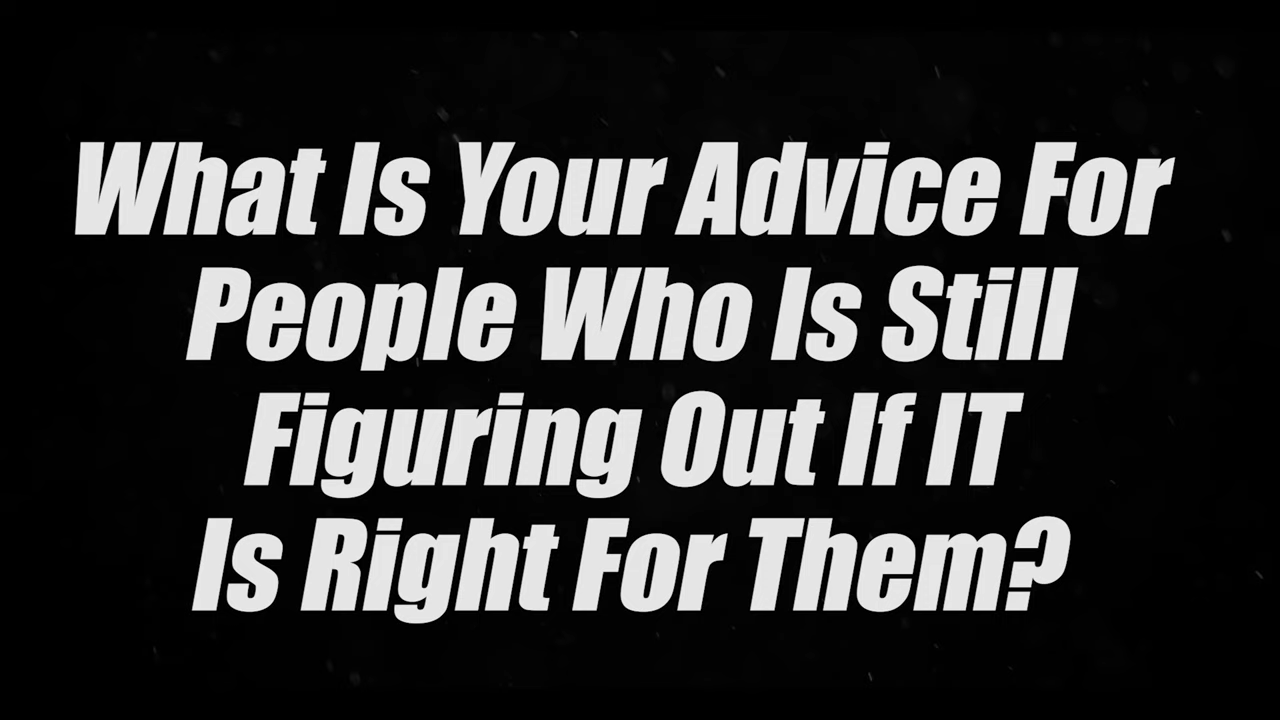 What Is Your Advice For
People Who Is Still
Figuring Out If IT
Is Right For Them?